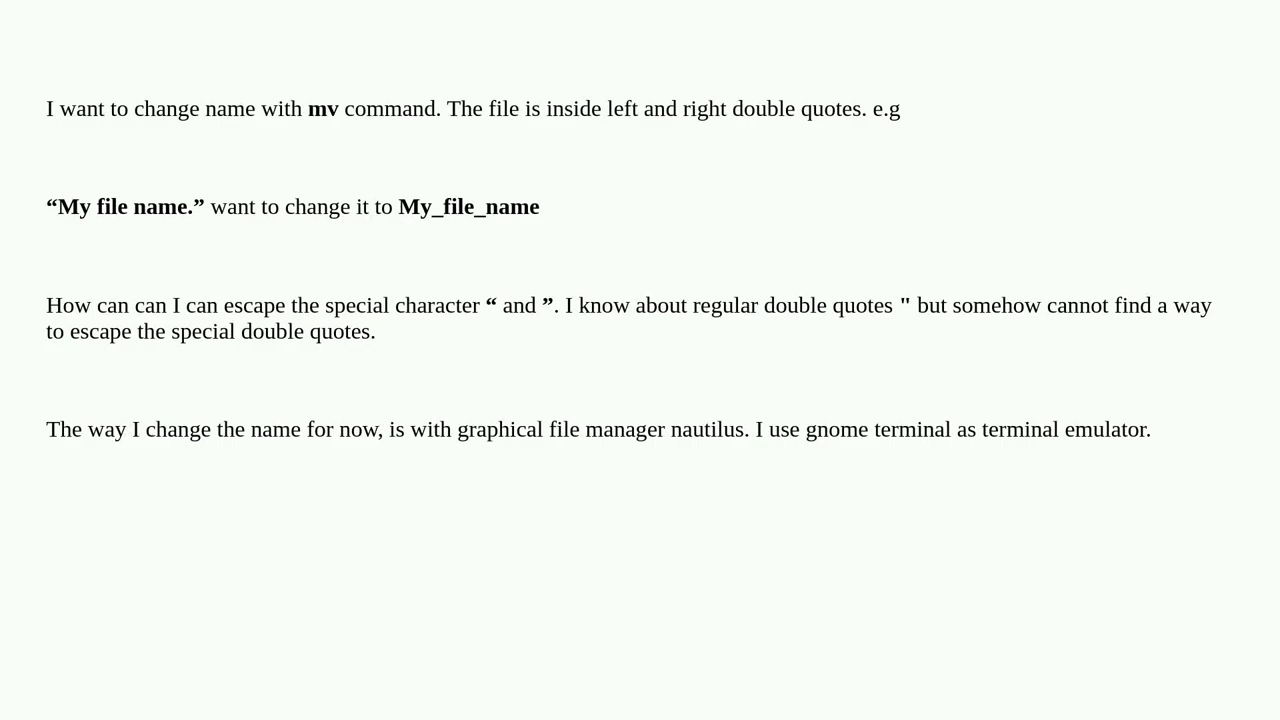 I want to change name with mv command. The file is inside left and right double quotes. e.g
“My file name.” want to change it to My_file_name
How can can I can escape the special character “ and ”. I know about regular double quotes " but somehow cannot find a way
to escape the special double quotes.
The way I change the name for now, is with graphical file manager nautilus. I use gnome terminal as terminal emulator.